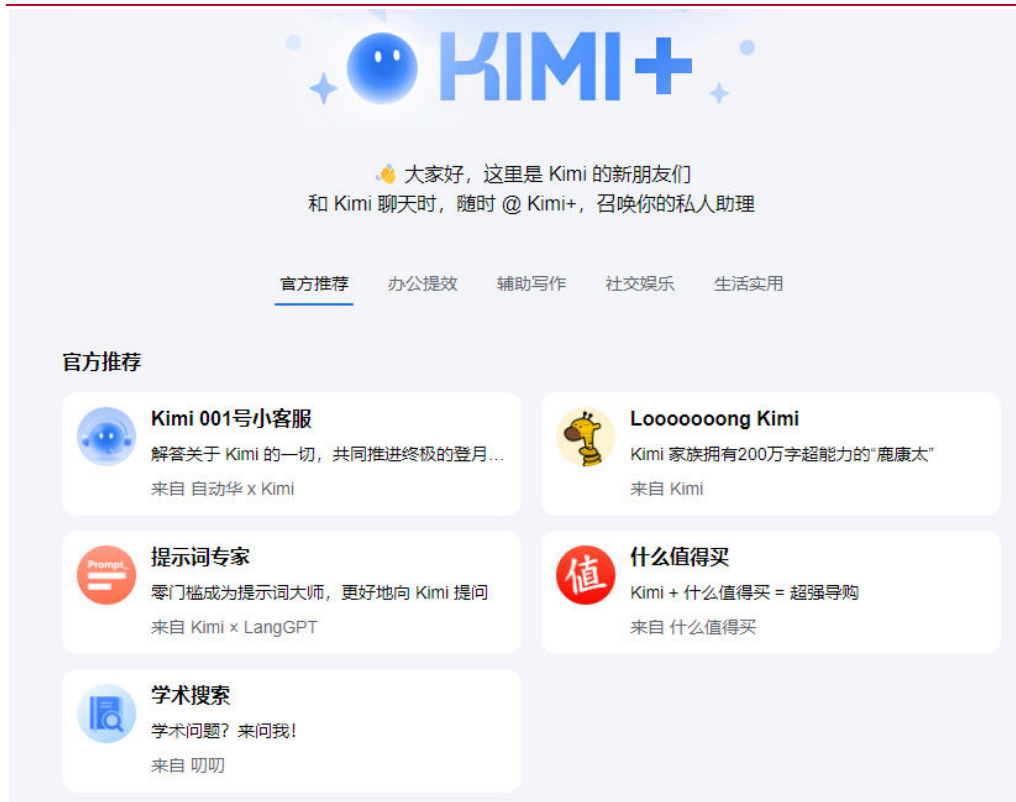 KIMI+
👋 大家好，这里是 Kimi 的新朋友们
和 Kimi 聊天时，随时 @ Kimi+，召唤你的私人助理
官方推荐 办公提效 辅助写作 社交娱乐 生活实用
官方推荐
Kimi 001号小客服
解答关于 Kimi 的一切，共同推进终极的登月...
来自 自动华 x Kimi
Looooooong Kimi
Kimi 家族拥有200万字超能力的“鹿康太”
来自 Kimi
Prompt_
提示词专家
零门槛成为提示词大师，更好地向 Kimi 提问
来自 Kimi × LangGPT
值
什么值得买
Kimi + 什么值得买 = 超强导购
来自 什么值得买
学术搜索
学术问题？来问我！
来自 叨叨